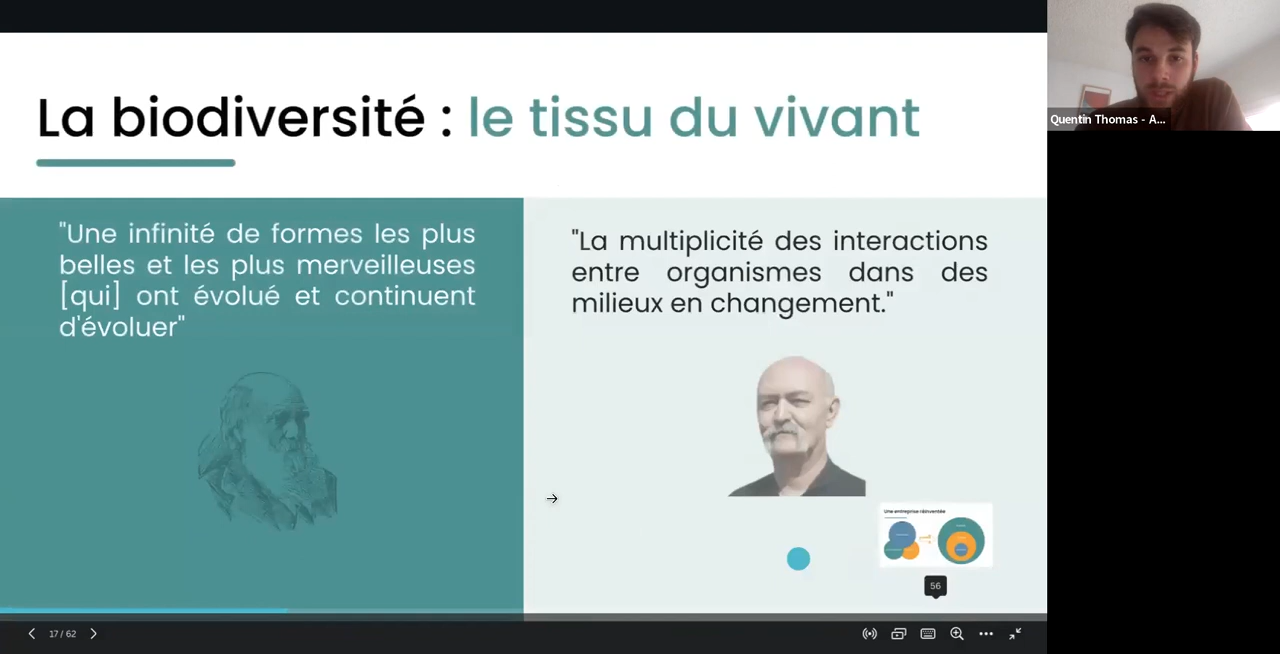 La biodiversité : le tissu du vivant
"Une infinité de formes les plus
belles et les plus merveilleuses
[qui] ont évolué et continuent
d'évoluer"
"La multiplicité des interactions
entre organismes dans des
milieux en changement."
Une entreprise réinventée
56
17 / 62
Quentin Thomas - A...